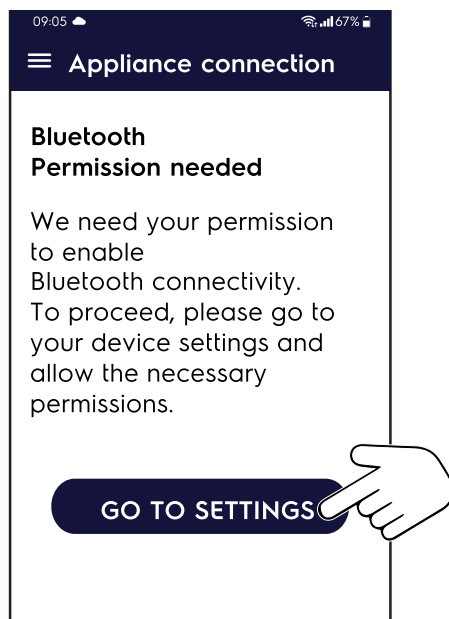 09:05 67%
Appliance connection
Bluetooth
Permission needed
We need your permission
to enable
Bluetooth connectivity.
To proceed, please go to
your device settings and
allow the necessary
permissions.
GO TO SETTINGS